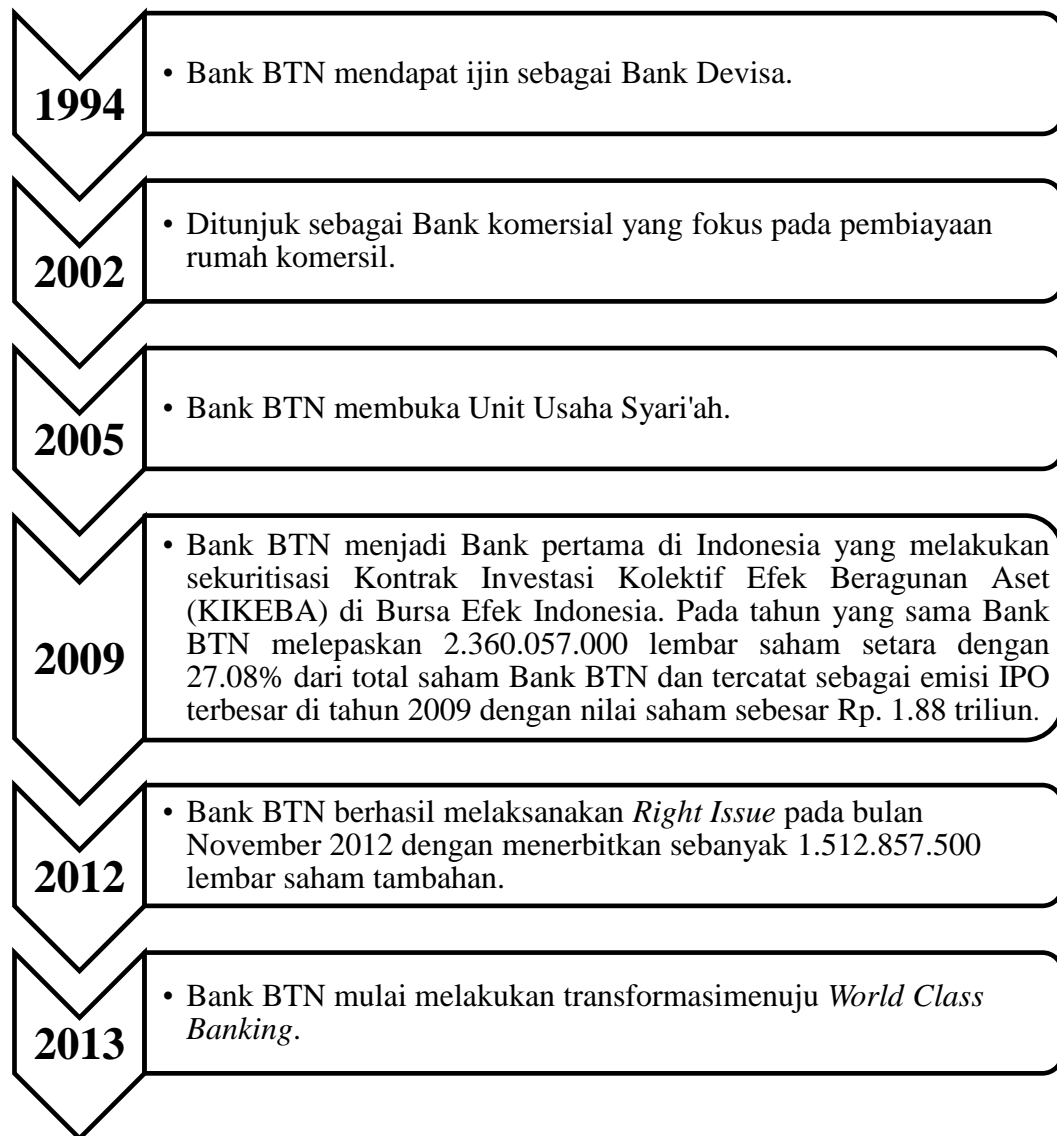 1994
• Bank BTN mendapat ijin sebagai Bank Devisa.
2002
• Ditunjuk sebagai Bank komersial yang fokus pada pembiayaan
rumah komersil.
2005
• Bank BTN membuka Unit Usaha Syari'ah.
2009
• Bank BTN menjadi Bank pertama di Indonesia yang melakukan
sekuritisasi Kontrak Investasi Kolektif Efek Beragunan Aset
(KIKEBA) di Bursa Efek Indonesia. Pada tahun yang sama Bank
BTN melepaskan 2.360.057.000 lembar saham setara dengan
27.08% dari total saham Bank BTN dan tercatat sebagai emisi IPO
terbesar di tahun 2009 dengan nilai saham sebesar Rp. 1.88 triliun.
2012
• Bank BTN berhasil melaksanakan Right Issue pada bulan
November 2012 dengan menerbitkan sebanyak 1.512.857.500
lembar saham tambahan.
2013
• Bank BTN mulai melakukan transformasimenuju World Class
Banking.